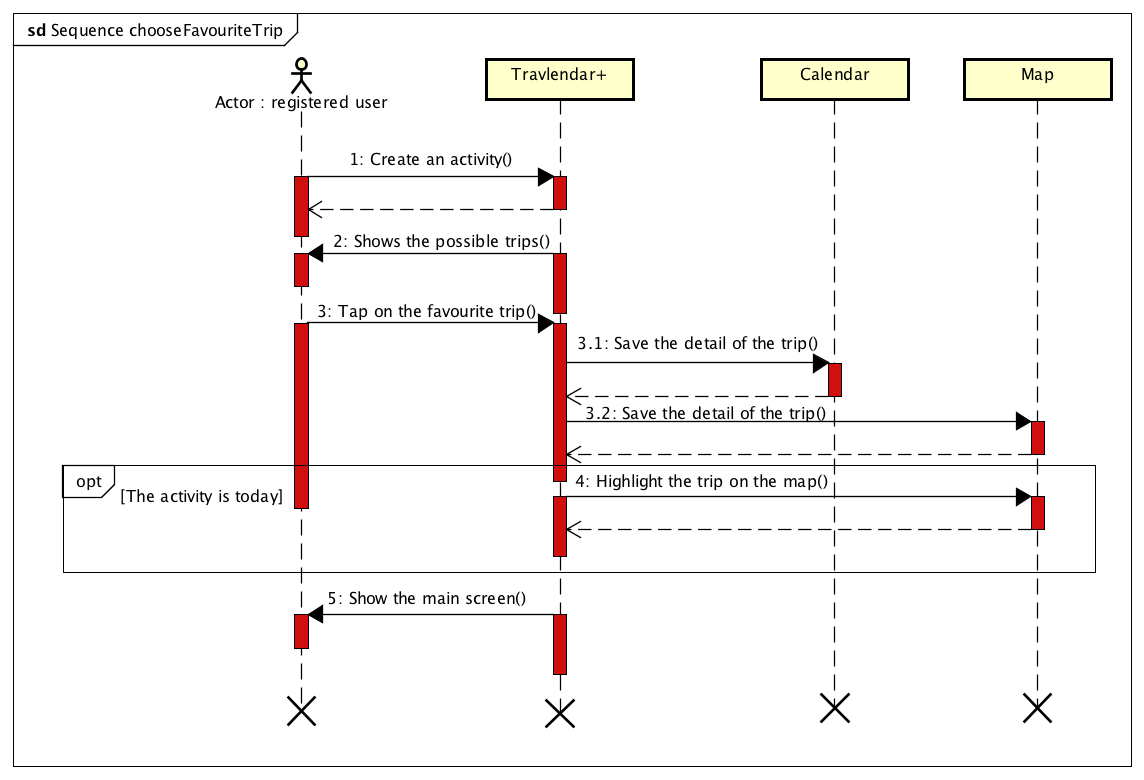 sd Sequence chooseFavouriteTrip
Travlendar+
Calendar
Map
Actor : registered user
1: Create an activity()
2: Shows the possible trips()
3: Tap on the favourite trip()
3.1: Save the detail of the trip()
3.2: Save the detail of the trip()
opt
4: Highlight the trip on the map()
[The activity is today]
5: Show the main screen()